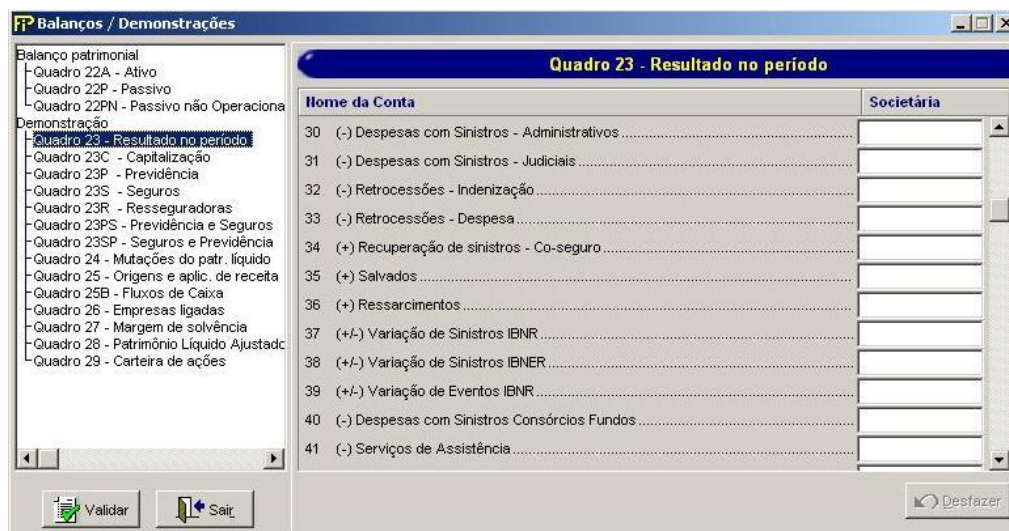 FiP Balanços / Demonstrações
Balanço patrimonial
Quadro 22A - Ativo
Quadro 22P - Passivo
Quadro 22PN - Passivo não Operaciona
Demonstração
Quadro 23 - Resultado no período
Quadro 23C - Capitalização
Quadro 23P - Previdência
Quadro 23S - Seguros
Quadro 23R - Resseguradoras
Quadro 23PS - Previdência e Seguros
Quadro 23SP - Seguros e Previdência
Quadro 24 - Mutações do patr. líquido
Quadro 25 - Origens e aplic. de receita
Quadro 25B - Fluxos de Caixa
Quadro 26 - Empresas ligadas
Quadro 27 - Margem de solvência
Quadro 28 - Patrimônio Líquido Ajustado
Quadro 29 - Carteira de ações
Validar
Sair
Quadro 23 - Resultado no período
Nome da Conta Societária
30 (-) Despesas com Sinistros - Administrativos
31 (-) Despesas com Sinistros - Judiciais
32 (-) Retrocessões - Indenização
33 (-) Retrocessões - Despesa
34 (+) Recuperação de sinistros - Co-seguro
35 (+) Salvados
36 (+) Ressarcimentos
37 (+/-) Variação de Sinistros IBNR
38 (+/-) Variação de Sinistros IBNER
39 (+/-) Variação de Eventos IBNR
40 (-) Despesas com Sinistros Consórcios Fundos
41 (-) Serviços de Assistência
Desfazer